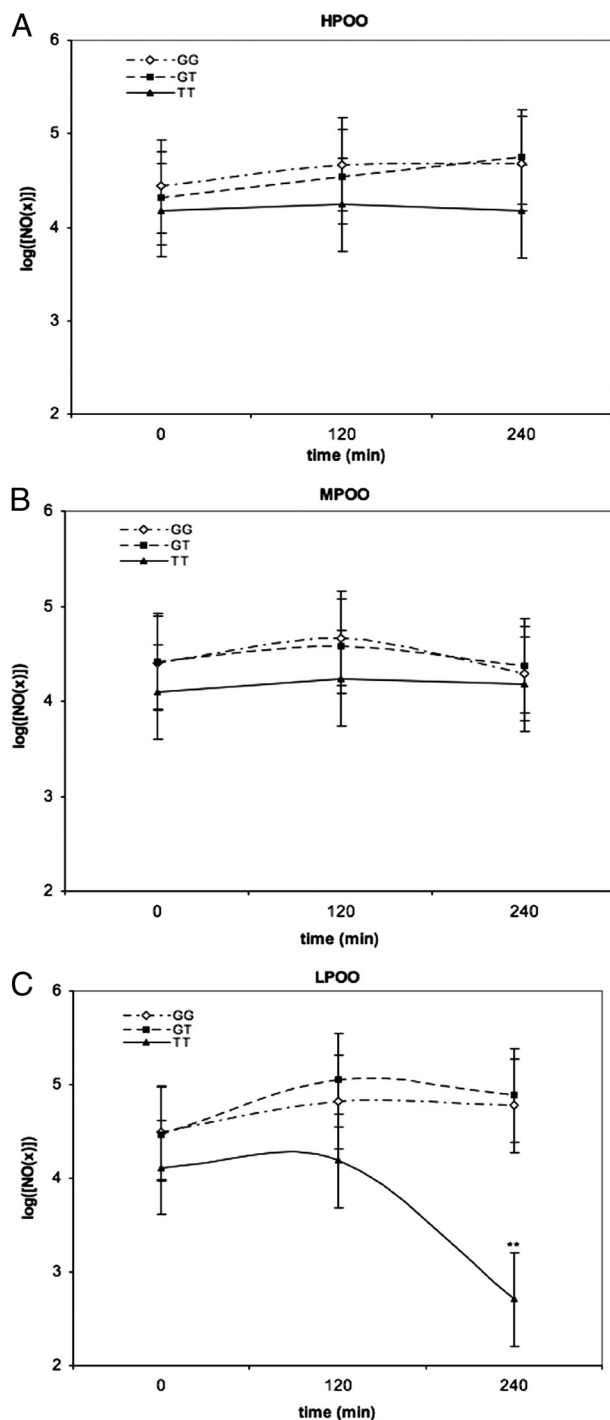 A
HPOO
GG
GT
TT
6
5
4
3
2
log([NO(x)])
0 120 240
time (min)
B
MPOO
GG
GT
TT
6
5
4
3
2
log([NO(x)])
0 120 240
time (min)
C
LPOO
GG
GT
TT
6
5
4
3
2
log([NO(x)])
**
0 120 240
time (min)